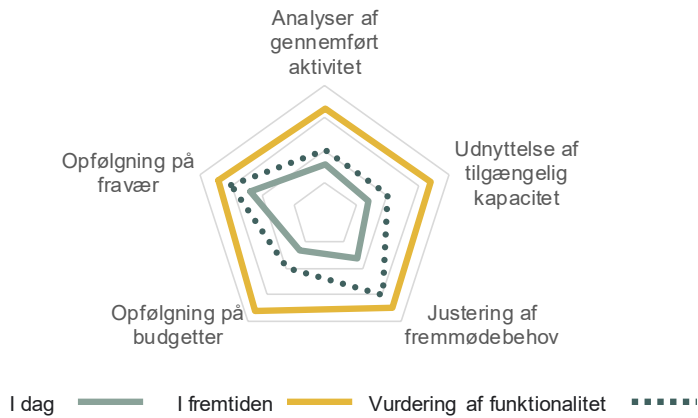 Analyser af
gennemført
aktivitet
Udnyttelse af
tilgængelig
kapacitet
Opfølgning på
fravær
Opfølgning på
budgetter
Justering af
fremmødebehov
I dag
I fremtiden
Vurdering af funktionalitet